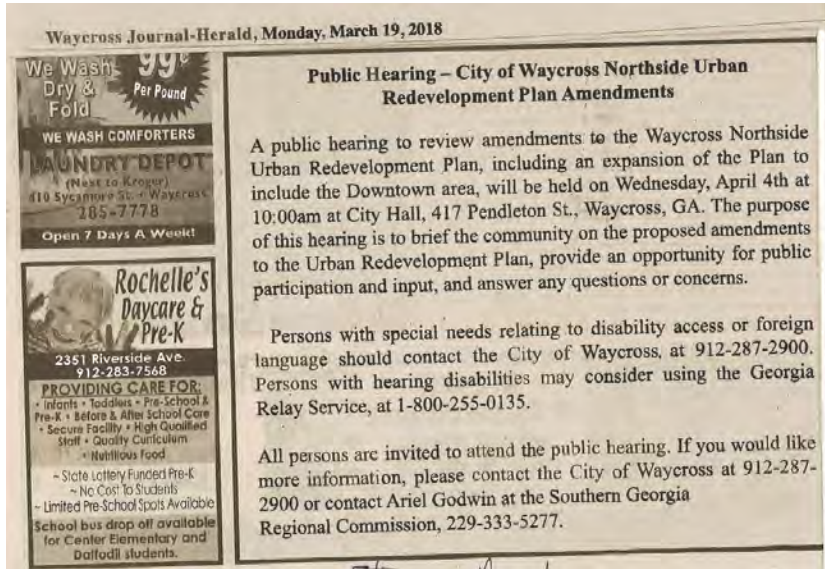 Waycross Journal-Herald, Monday, March 19, 2018
We Wash
Dry &
Fold
99¢
Per Pound
WE WASH COMFORTERS
LAUNDRY DEPOT
(Next to Kroger)
410 Sycamore St. • Waycross
285-7778
Open 7 Days A Week!
Rochelle's
Daycare &
Pre-K
2351 Riverside Ave.
912-283-7568
PROVIDING CARE FOR:
• Infants • Toddlers • Pre-School &
Pre-K • Before & After School Care
• Secure Facility • High Qualified
Staff • Quality Curriculum
• Nutritious Food
~ State Lottery Funded Pre-K
~ No Cost To Students
~ Limited Pre-School Spots Available
School bus drop off available
for Center Elementary and
Daffodil students.
Public Hearing – City of Waycross Northside Urban
Redevelopment Plan Amendments
A public hearing to review amendments to the Waycross Northside
Urban Redevelopment Plan, including an expansion of the Plan to
include the Downtown area, will be held on Wednesday, April 4th at
10:00am at City Hall, 417 Pendleton St., Waycross, GA. The purpose
of this hearing is to brief the community on the proposed amendments
to the Urban Redevelopment Plan, provide an opportunity for public
participation and input, and answer any questions or concerns.
Persons with special needs relating to disability access or foreign
language should contact the City of Waycross, at 912-287-2900.
Persons with hearing disabilities may consider using the Georgia
Relay Service, at 1-800-255-0135.
All persons are invited to attend the public hearing. If you would like
more information, please contact the City of Waycross at 912-287-
2900 or contact Ariel Godwin at the Southern Georgia
Regional Commission, 229-333-5277.